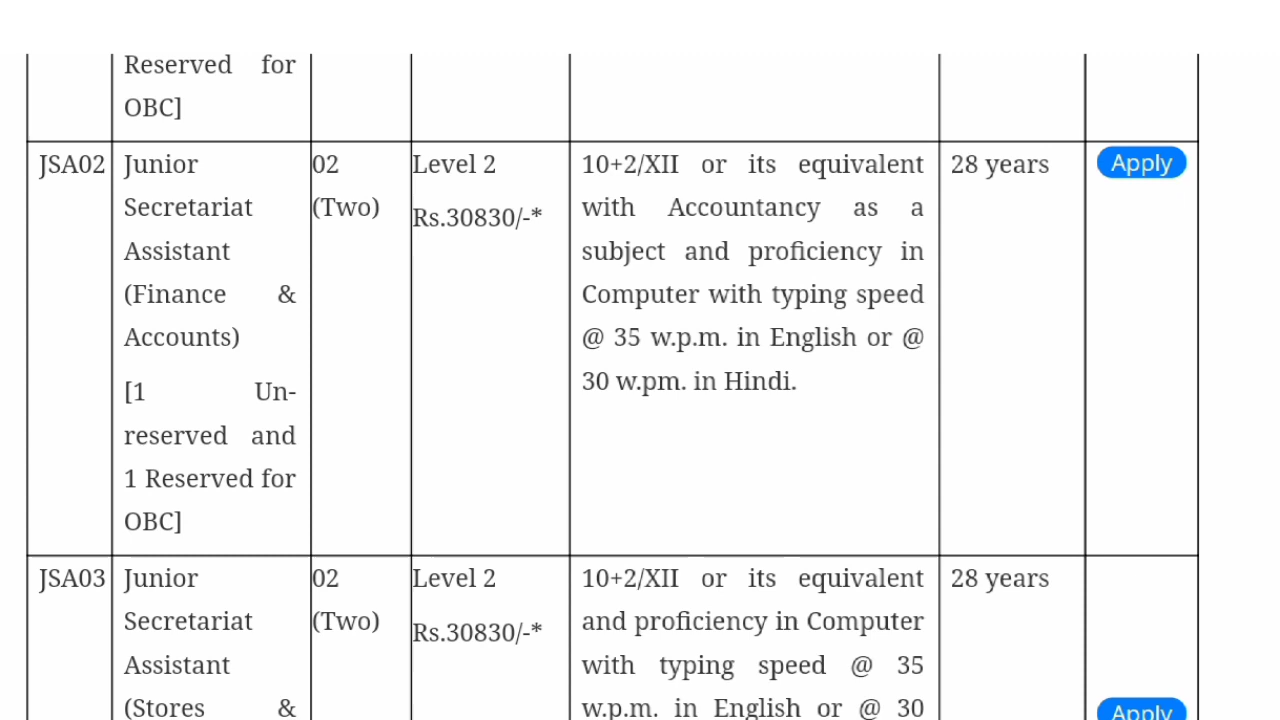 Reserved for
OBC]
JSA02
Junior
Secretariat
Assistant
(Finance &
Accounts)
[1 Un-
reserved and
1 Reserved for
OBC]
02
(Two)
Level 2
Rs.30830/-*
10+2/XII or its equivalent
with Accountancy as a
subject and proficiency in
Computer with typing speed
@ 35 w.p.m. in English or @
30 w.pm. in Hindi.
28 years
Apply
JSA03
Junior
Secretariat
Assistant
(Stores &
02
(Two)
Level 2
Rs.30830/-*
10+2/XII or its equivalent
and proficiency in Computer
with typing speed @ 35
w.p.m. in English or @ 30
28 years
Apply